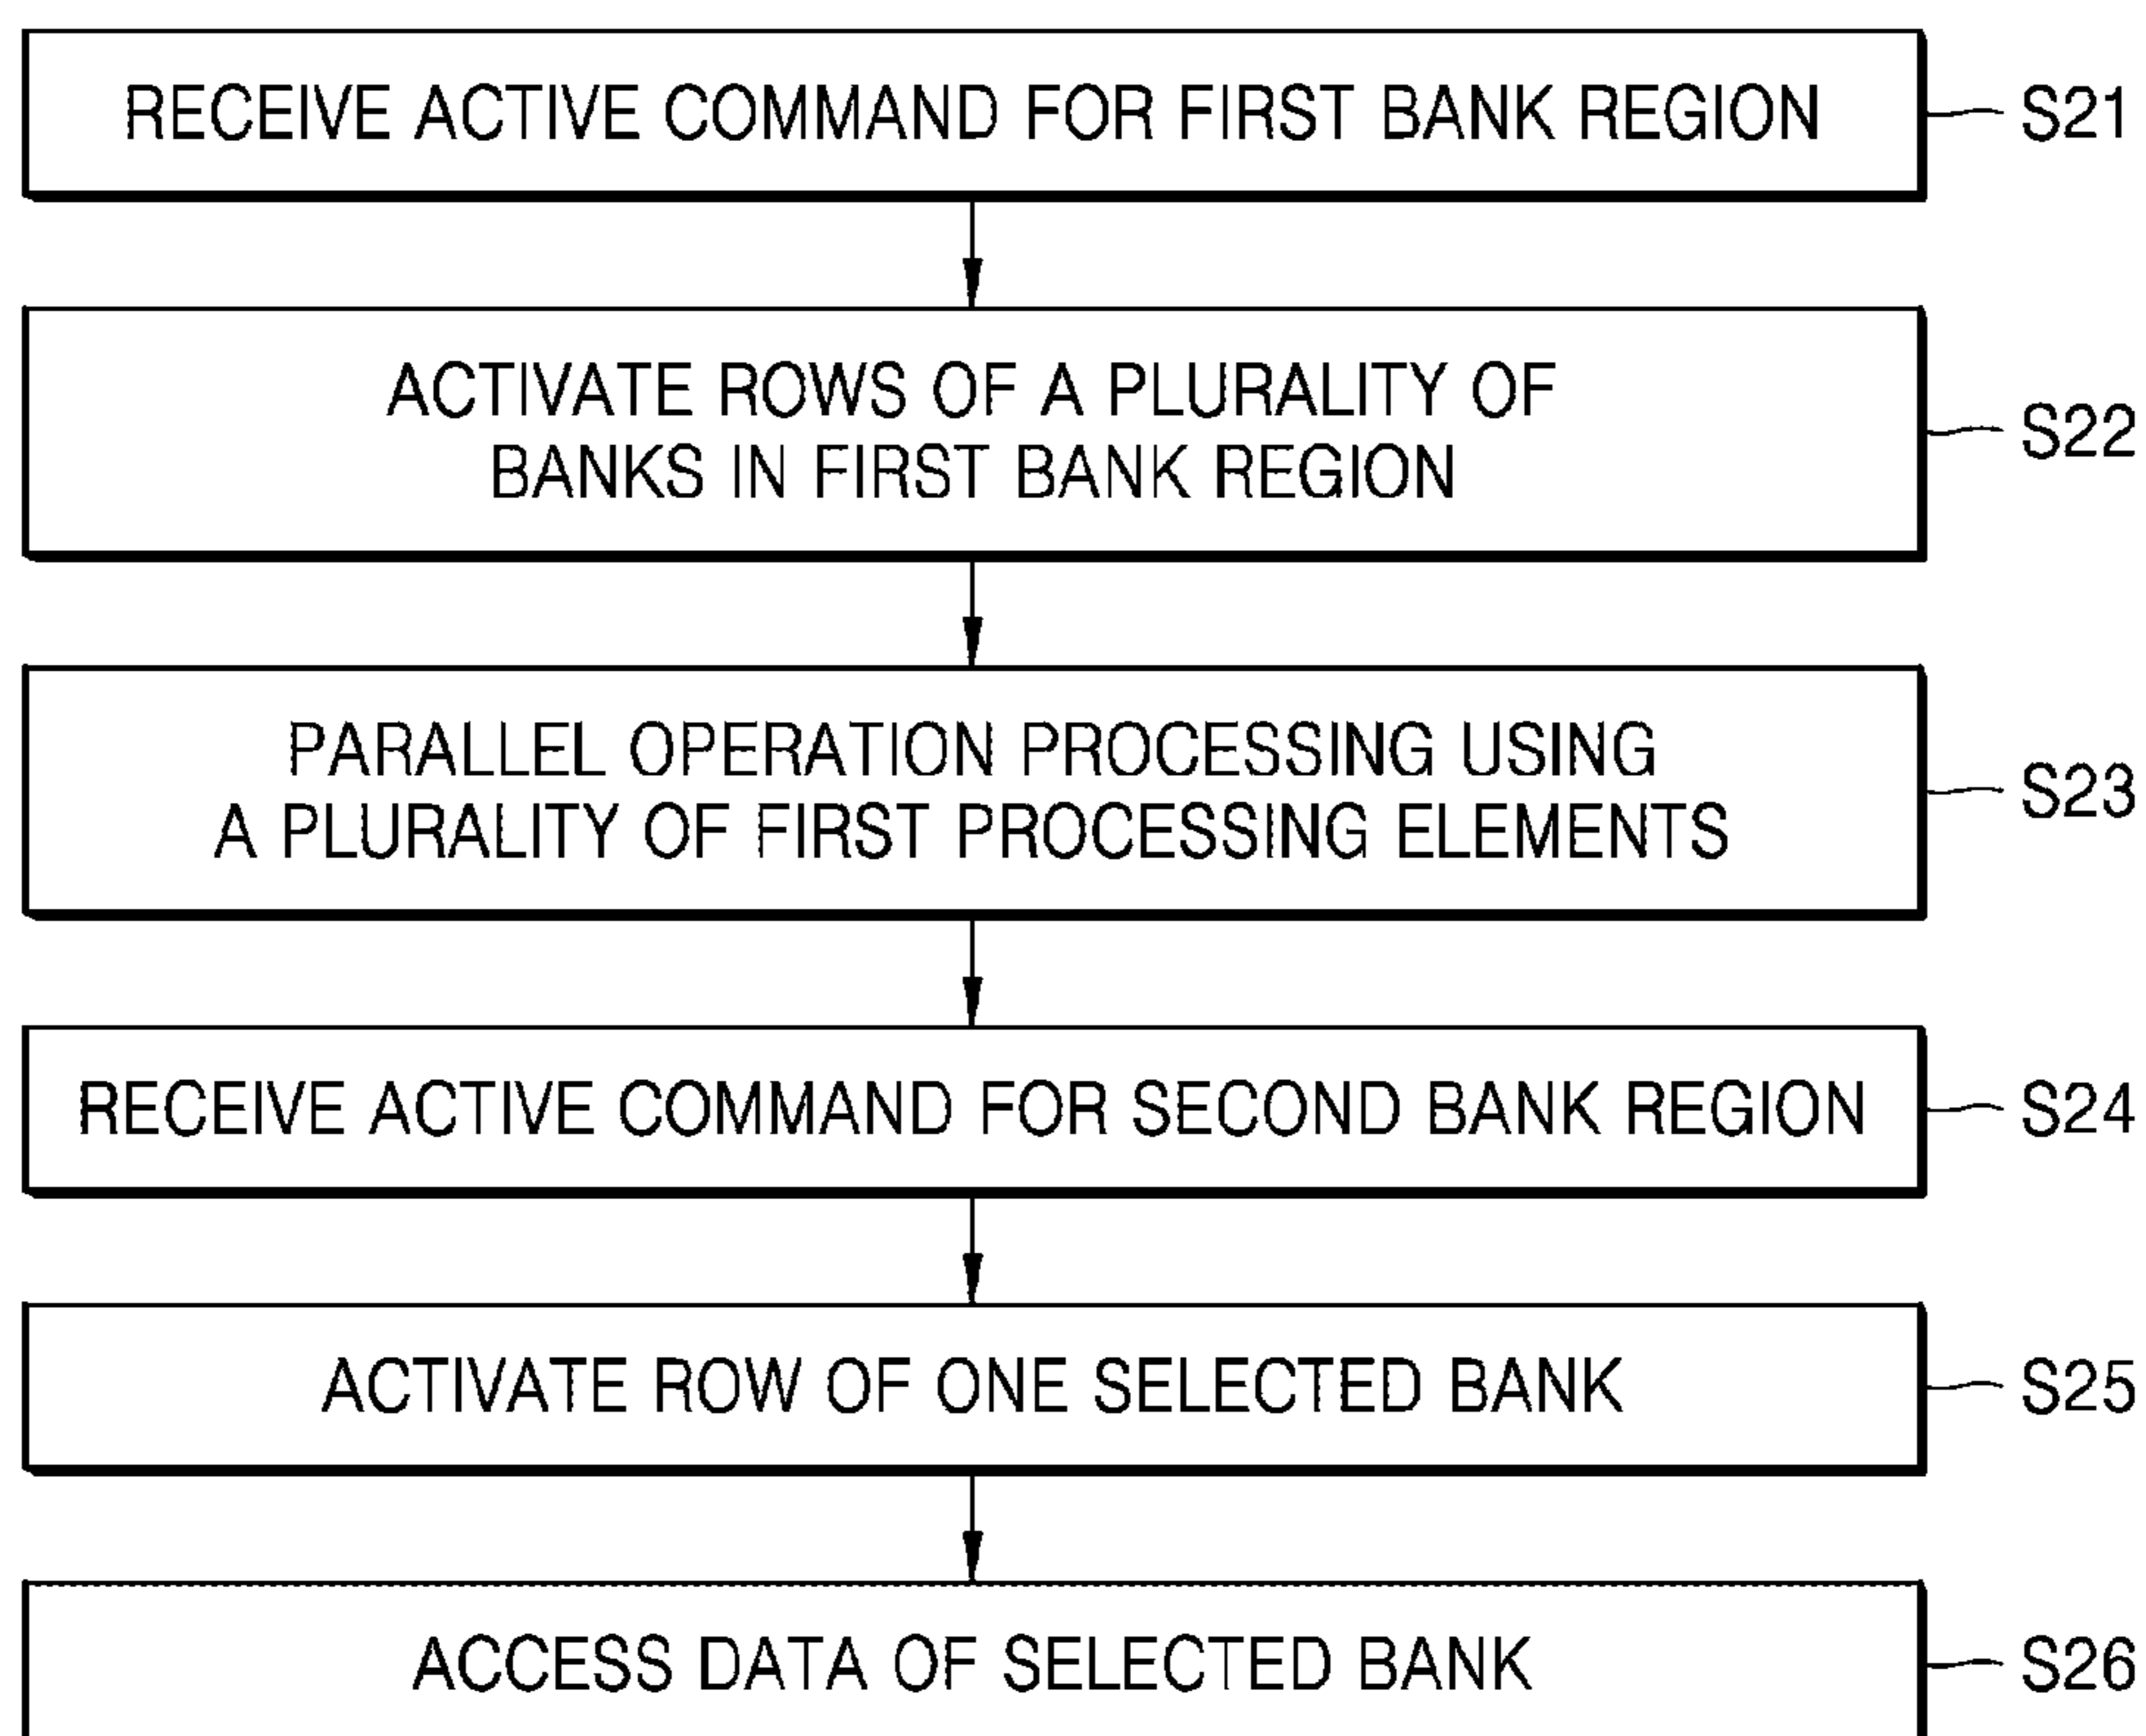 RECEIVE ACTIVE COMMAND FOR FIRST BANK REGION
S21
ACTIVATE ROWS OF A PLURALITY OF
BANKS IN FIRST BANK REGION
S22
PARALLEL OPERATION PROCESSING USING
A PLURALITY OF FIRST PROCESSING ELEMENTS
S23
RECEIVE ACTIVE COMMAND FOR SECOND BANK REGION
S24
ACTIVATE ROW OF ONE SELECTED BANK
S25
ACCESS DATA OF SELECTED BANK
S26